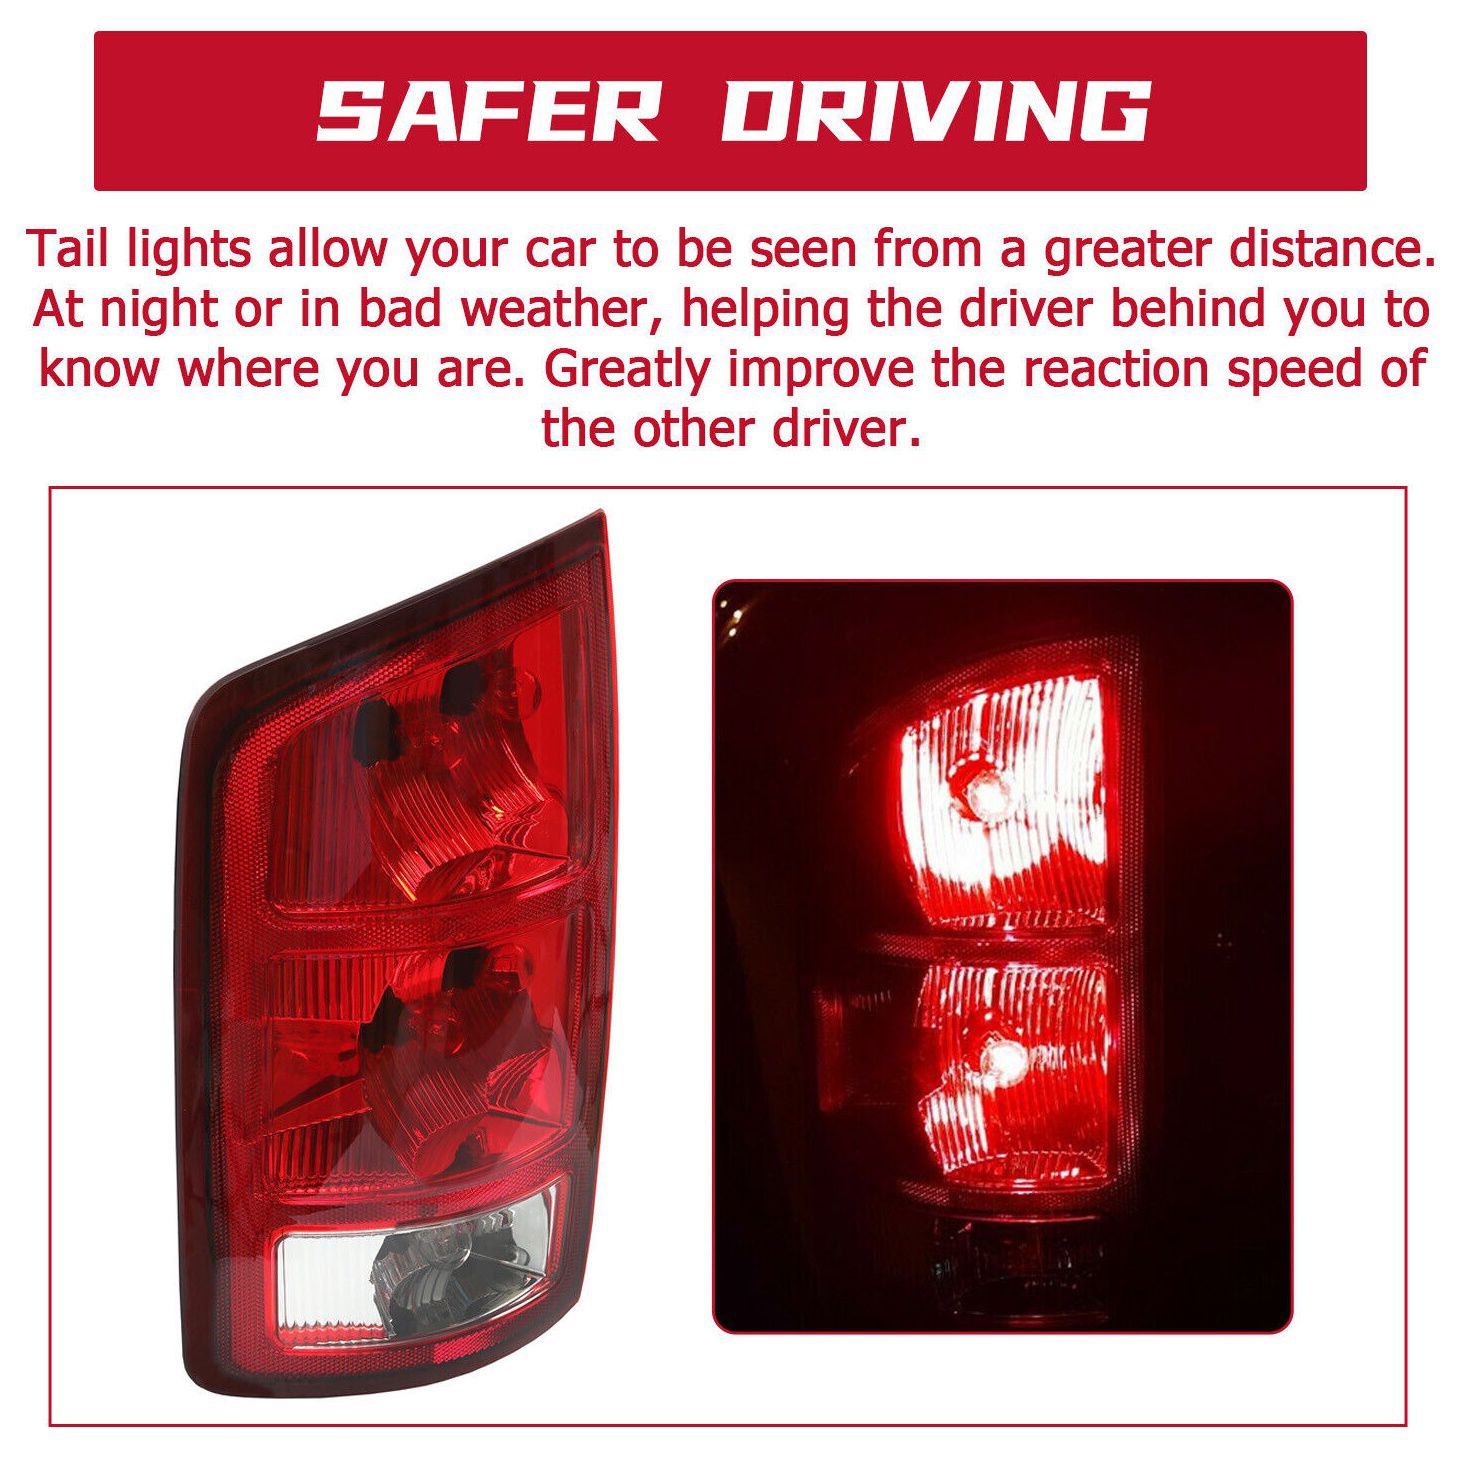 SAFER DRIVING
Tail lights allow your car to be seen from a greater distance.
At night or in bad weather, helping the driver behind you to
know where you are. Greatly improve the reaction speed of
the other driver.